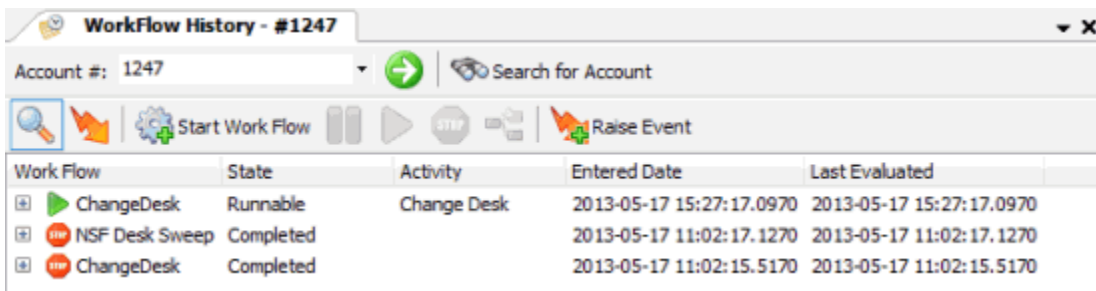 WorkFlow History - #1247
Account #: 1247 Search for Account
Start Work Flow STOP Raise Event
Work Flow State Activity Entered Date Last Evaluated
ChangeDesk Runnable Change Desk 2013-05-17 15:27:17.0970 2013-05-17 15:27:17.0970
STOP NSF Desk Sweep Completed 2013-05-17 11:02:17.1270 2013-05-17 11:02:17.1270
STOP ChangeDesk Completed 2013-05-17 11:02:15.5170 2013-05-17 11:02:15.5170